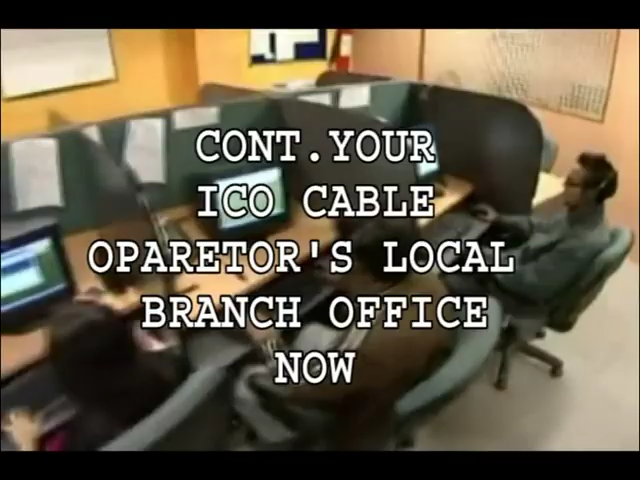 CONT.YOUR
ICO CABLE
OPARETOR'S LOCAL
BRANCH OFFICE
NOW